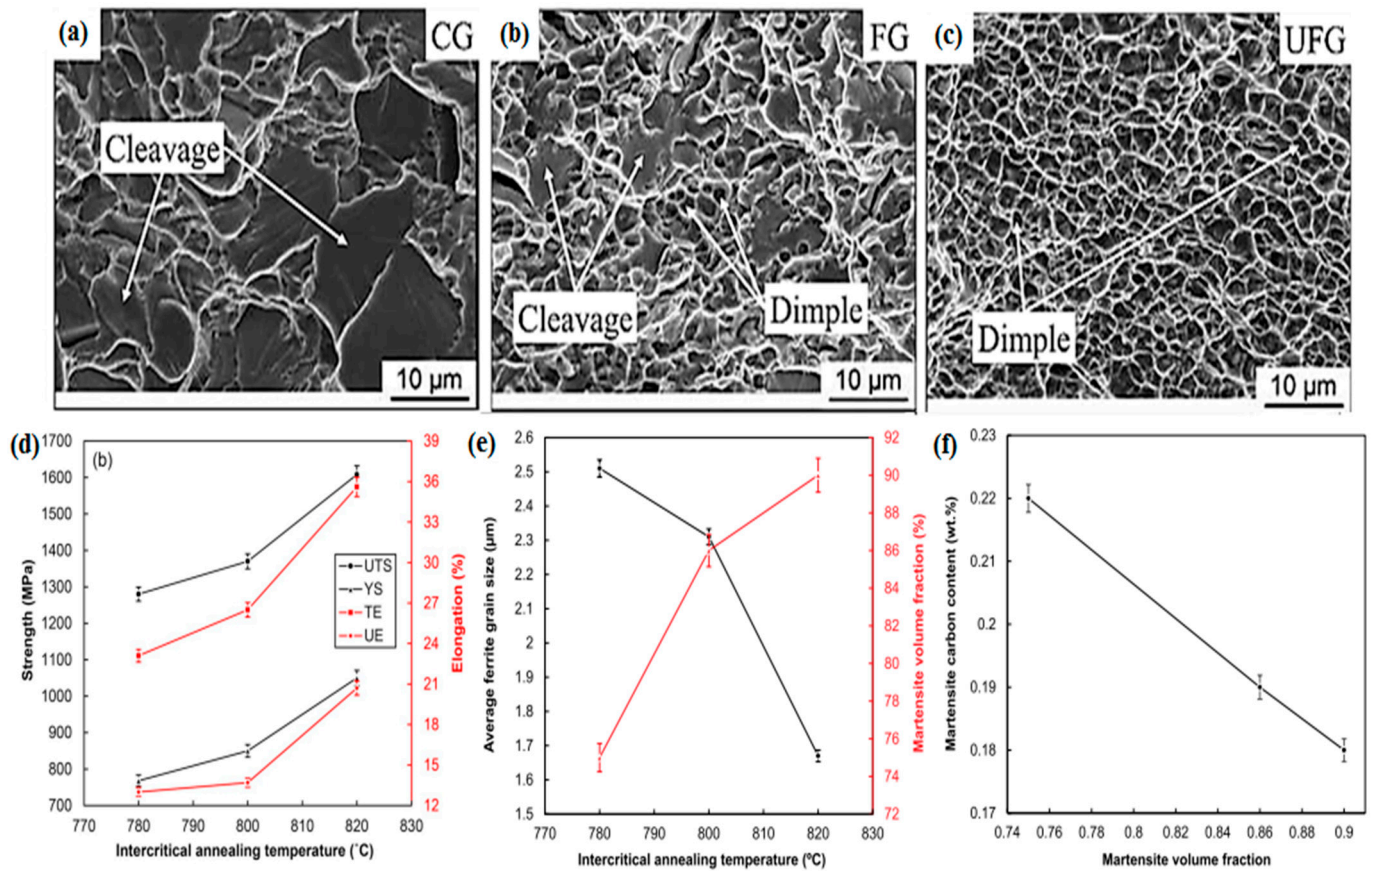 (a)
CG
Cleavage
10 µm
(b)
FG
Cleavage
Dimple
10 µm
(c)
UFG
Dimple
10 µm
(d)
(b)
1700
1600
1500
1400
1300
1200
1100
1000
900
800
700
Strength (MPa)
39
36
33
30
27
24
21
18
15
12
Elongation (%)
UTS
YS
TE
UE
770
780
790
800
810
820
830
Intercritical annealing temperature (˚C)
(e)
2.6
2.5
2.4
2.3
2.2
2.1
2
1.9
1.8
1.7
1.6
1.5
Average ferrite grain size (µm)
92
90
88
86
84
82
80
78
76
74
72
Martensite volume fraction (%)
770
780
790
800
810
820
830
Intercritical annealing temperature (ºC)
(f)
0.23
0.22
0.21
0.2
0.19
0.18
0.17
Martensite carbon content (wt.%)
0.74
0.76
0.78
0.8
0.82
0.84
0.86
0.88
0.9
Martensite volume fraction